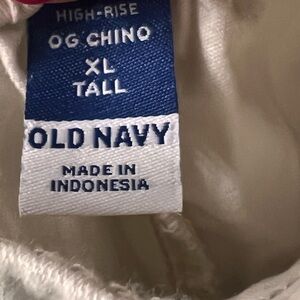 HIGH-RISE
OG CHINO
XL
TALL
OLD NAVY
MADE IN
INDONESIA